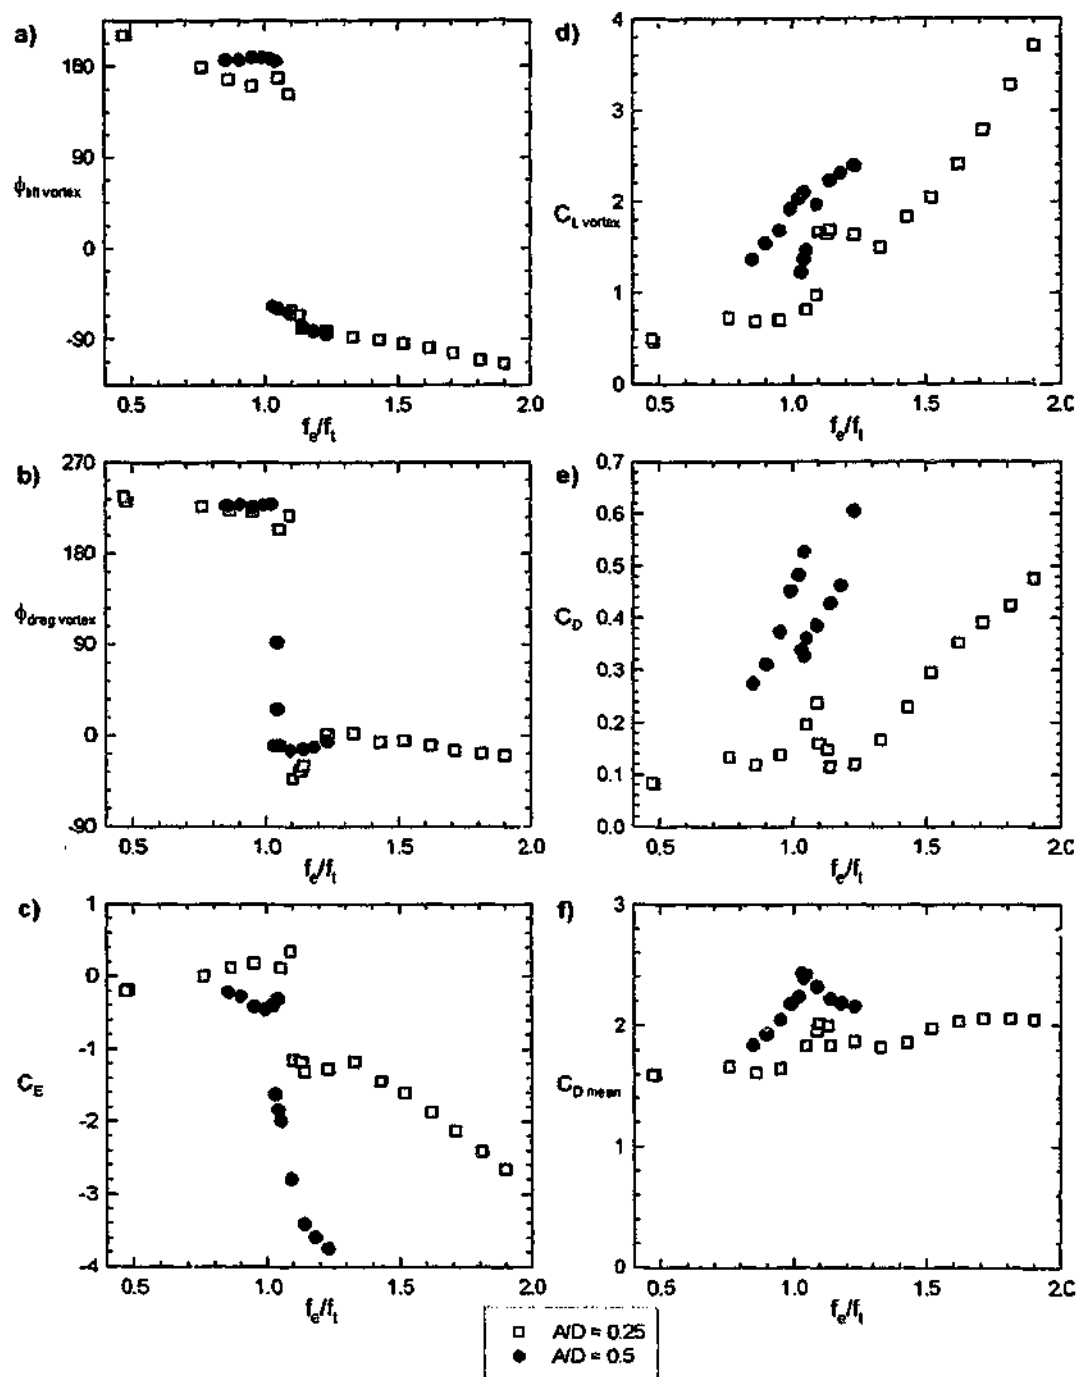 a)
180
90
ϕlift vortex
0
-90
0.5 1.0 1.5 2.0
fe/ft
d)
4
3
CL vortex
2
1
0
0.5 1.0 1.5 2.0
fe/ft
b)
270
180
ϕdrag vortex
90
0
-90
0.5 1.0 1.5 2.0
fe/ft
e)
0.7
0.6
0.5
CD
0.4
0.3
0.2
0.1
0.0
0.5 1.0 1.5 2.0
fe/ft
c)
1
0
-1
CE
-2
-3
-4
0.5 1.0 1.5 2.0
fe/ft
f)
3
2
CD mean
1
0
0.5 1.0 1.5 2.0
fe/ft
A/D = 0.25
A/D = 0.5